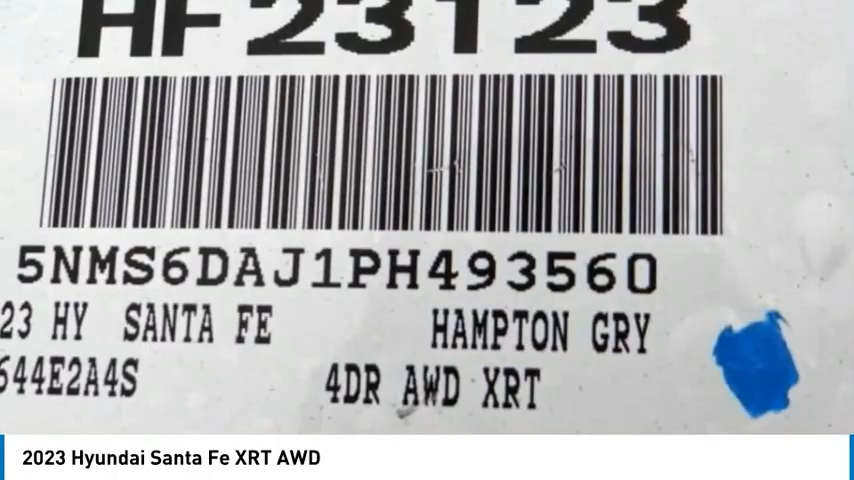 HF23123
5NMS6DAJ1PH493560
23 HY SANTA FE HAMPTON GRY
644E2A4S 4DR AWD XRT
2023 Hyundai Santa Fe XRT AWD